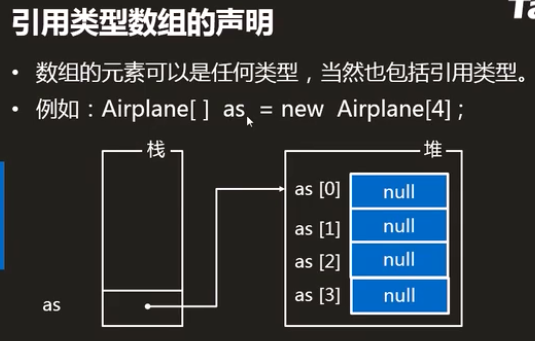 引用类型数组的声明
• 数组的元素可以是任何类型，当然也包括引用类型。
• 例如：Airplane[ ] as = new Airplane[4] ;
栈
堆
as [0] null
as [1] null
as [2] null
as [3] null
as